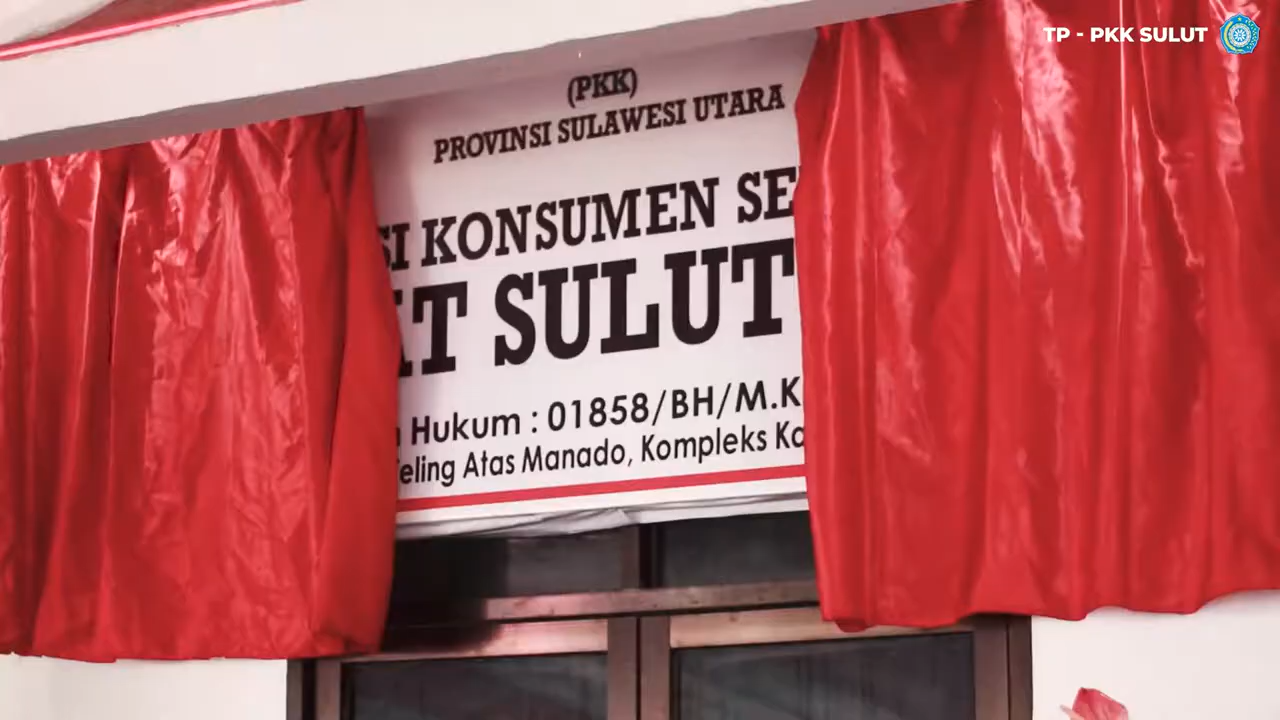 TP - PKK SULUT
(PKK)
PROVINSI SULAWESI UTARA
KONSUMEN
SULUT
Hukum : 01858/BH/M.K
Atas Manado, Kompleks